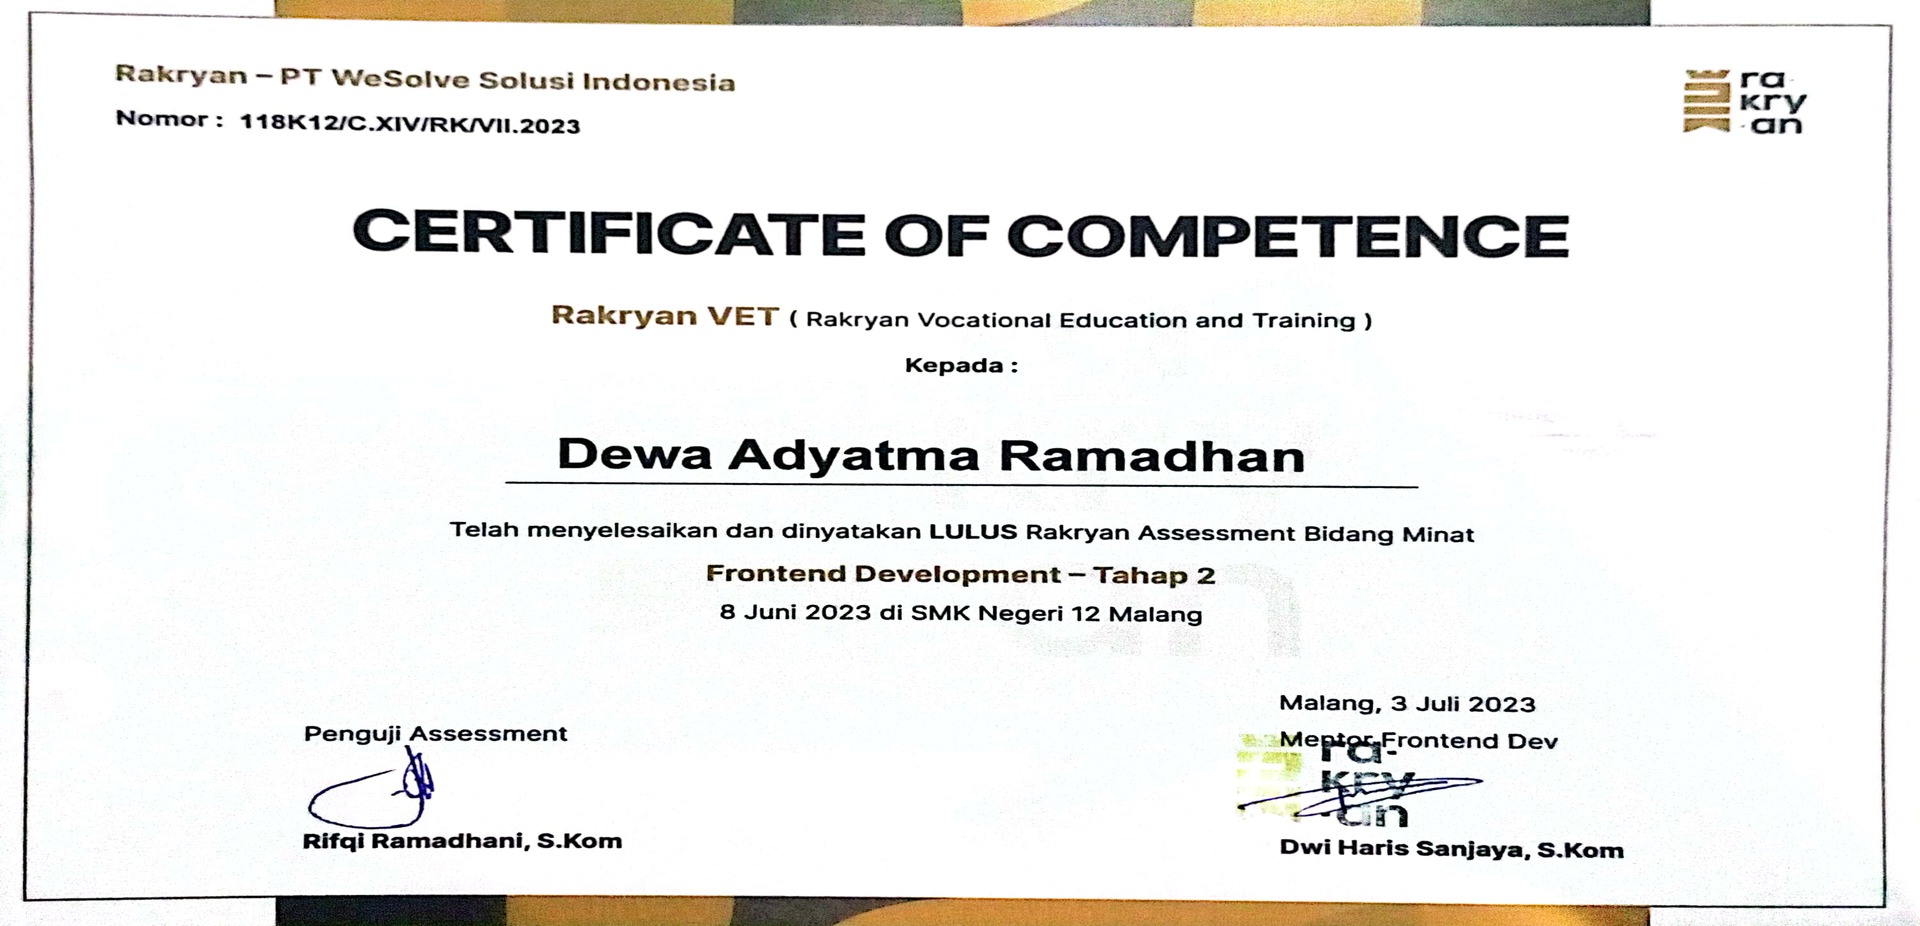 Rakryan – PT WeSolve Solusi Indonesia
Nomor : 118K12/C.XIV/RK/VII.2023
ra
kry
an
CERTIFICATE OF COMPETENCE
Rakryan VET ( Rakryan Vocational Education and Training )
Kepada :
Dewa Adyatma Ramadhan
Telah menyelesaikan dan dinyatakan LULUS Rakryan Assessment Bidang Minat
Frontend Development – Tahap 2
8 Juni 2023 di SMK Negeri 12 Malang
Penguji Assessment
Rifqi Ramadhani, S.Kom
Malang, 3 Juli 2023
Mentor Frontend Dev
ra-
kry
-an
Dwi Haris Sanjaya, S.Kom